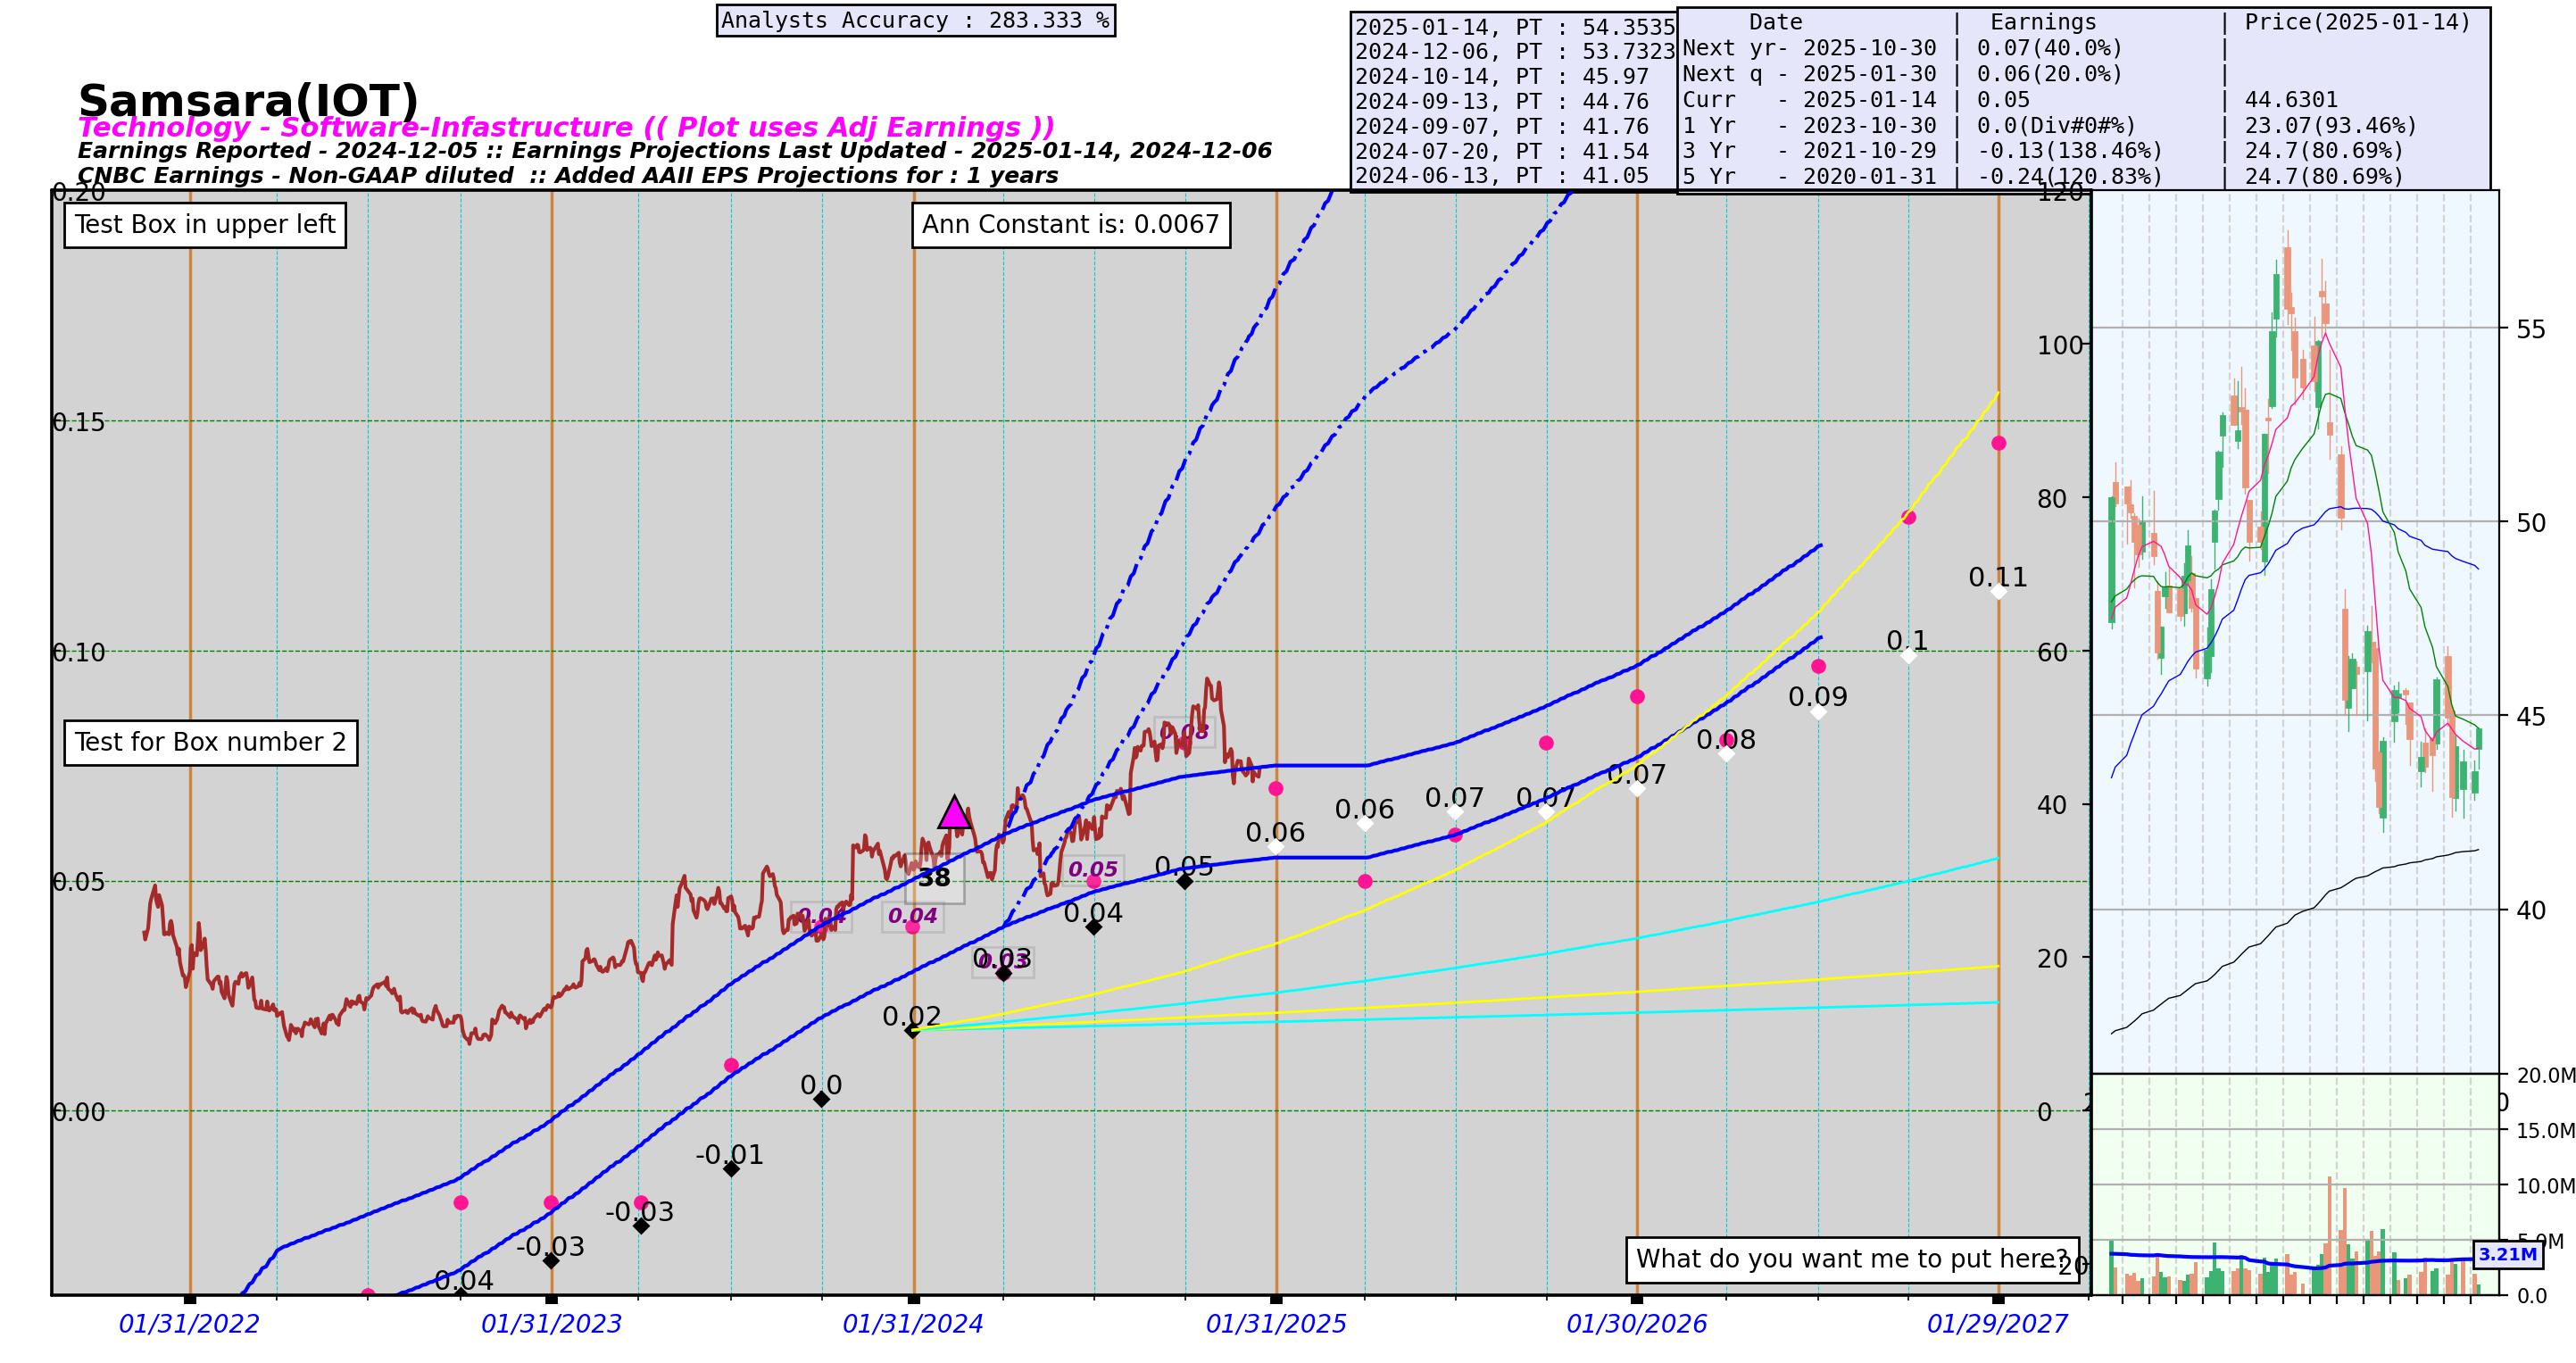 Analysts Accuracy : 283.333 %
2025-01-14, PT : 54.3535
2024-12-06, PT : 53.7323
2024-10-14, PT : 45.97
2024-09-13, PT : 44.76
2024-09-07, PT : 41.76
2024-07-20, PT : 41.54
2024-06-13, PT : 41.05
Date | Earnings | Price(2025-01-14)
Next yr- 2025-10-30 | 0.07(40.0%) |
Next q - 2025-01-30 | 0.06(20.0%) |
Curr - 2025-01-14 | 0.05 | 44.6301
1 Yr - 2023-10-30 | 0.0(Div#0#%) | 23.07(93.46%)
3 Yr - 2021-10-29 | -0.13(138.46%) | 24.7(80.69%)
5 Yr - 2020-01-31 | -0.24(120.83%) | 24.7(80.69%)
Samsara(IOT)
Technology - Software-Infastructure (( Plot uses Adj Earnings ))
Earnings Reported - 2024-12-05 :: Earnings Projections Last Updated - 2025-01-14, 2024-12-06
CNBC Earnings - Non-GAAP diluted :: Added AAII EPS Projections for : 1 years
0.20
0.15
0.10
0.05
0.00
Test Box in upper left
Ann Constant is: 0.0067
Test for Box number 2
What do you want me to put here?
0.04
-0.03
-0.03
-0.01
0.0
0.02
0.03
0.04
0.05
0.06
0.06
0.07
0.07
0.07
0.08
0.09
0.1
0.11
0.04
0.04
0.03
0.05
0.08
38
120
100
80
60
40
20
0
-20
55
50
45
40
20.0M
15.0M
10.0M
5.0M
0.0
3.21M
01/31/2022
01/31/2023
01/31/2024
01/31/2025
01/30/2026
01/29/2027